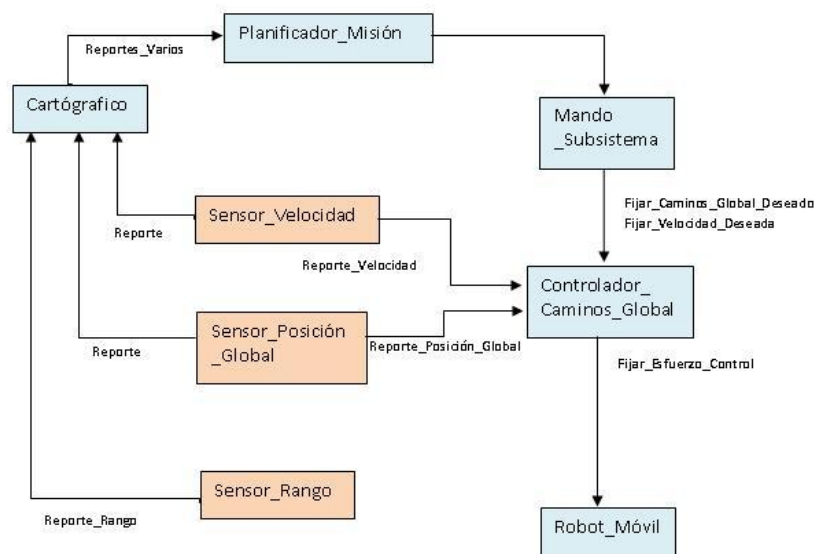 Planificador_Misión
Reportes_Varios
Cartógrafico
Mando
_Subsistema
Fijar_Caminos_Global_Deseado
Fijar_Velocidad_Deseada
Sensor_Velocidad
Reporte
Reporte_Velocidad
Controlador_
Caminos_Global
Sensor_Posición
_Global
Reporte
Reporte_Posición_Global
Fijar_Esfuerzo_Control
Sensor_Rango
Reporte_Rango
Robot_Móvil